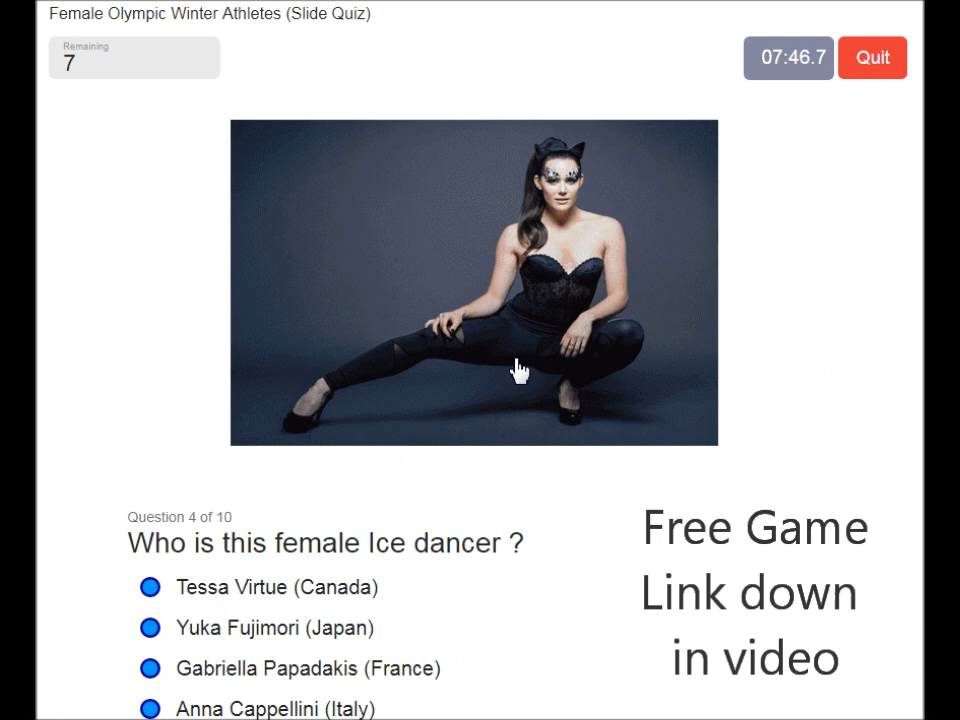 Female Olympic Winter Athletes (Slide Quiz)
Remaining
7
07:46.7
Quit
Question 4 of 10
Who is this female Ice dancer ?
Tessa Virtue (Canada)
Yuka Fujimori (Japan)
Gabriella Papadakis (France)
Anna Cappellini (Italy)
Free Game
Link down
in video